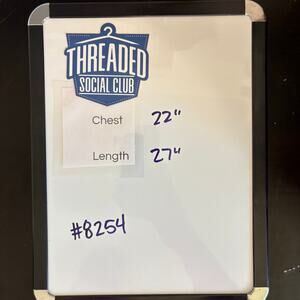 THREADED
SOCIAL CLUB
Chest 22"
Length 27"
#8254